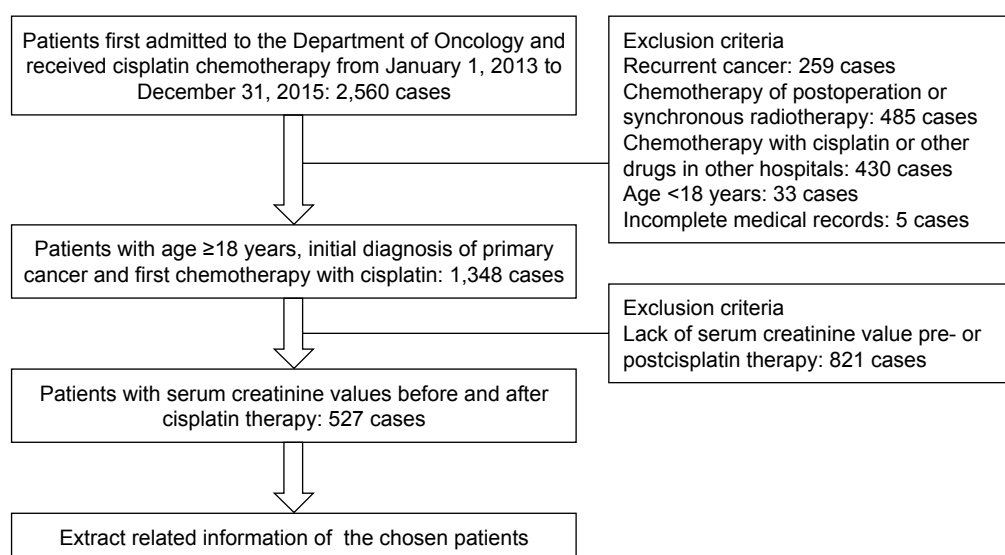 Patients first admitted to the Department of Oncology and
received cisplatin chemotherapy from January 1, 2013 to
December 31, 2015: 2,560 cases
Exclusion criteria
Recurrent cancer: 259 cases
Chemotherapy of postoperation or
synchronous radiotherapy: 485 cases
Chemotherapy with cisplatin or other
drugs in other hospitals: 430 cases
Age <18 years: 33 cases
Incomplete medical records: 5 cases
Patients with age ≥18 years, initial diagnosis of primary
cancer and first chemotherapy with cisplatin: 1,348 cases
Exclusion criteria
Lack of serum creatinine value pre- or
postcisplatin therapy: 821 cases
Patients with serum creatinine values before and after
cisplatin therapy: 527 cases
Extract related information of the chosen patients